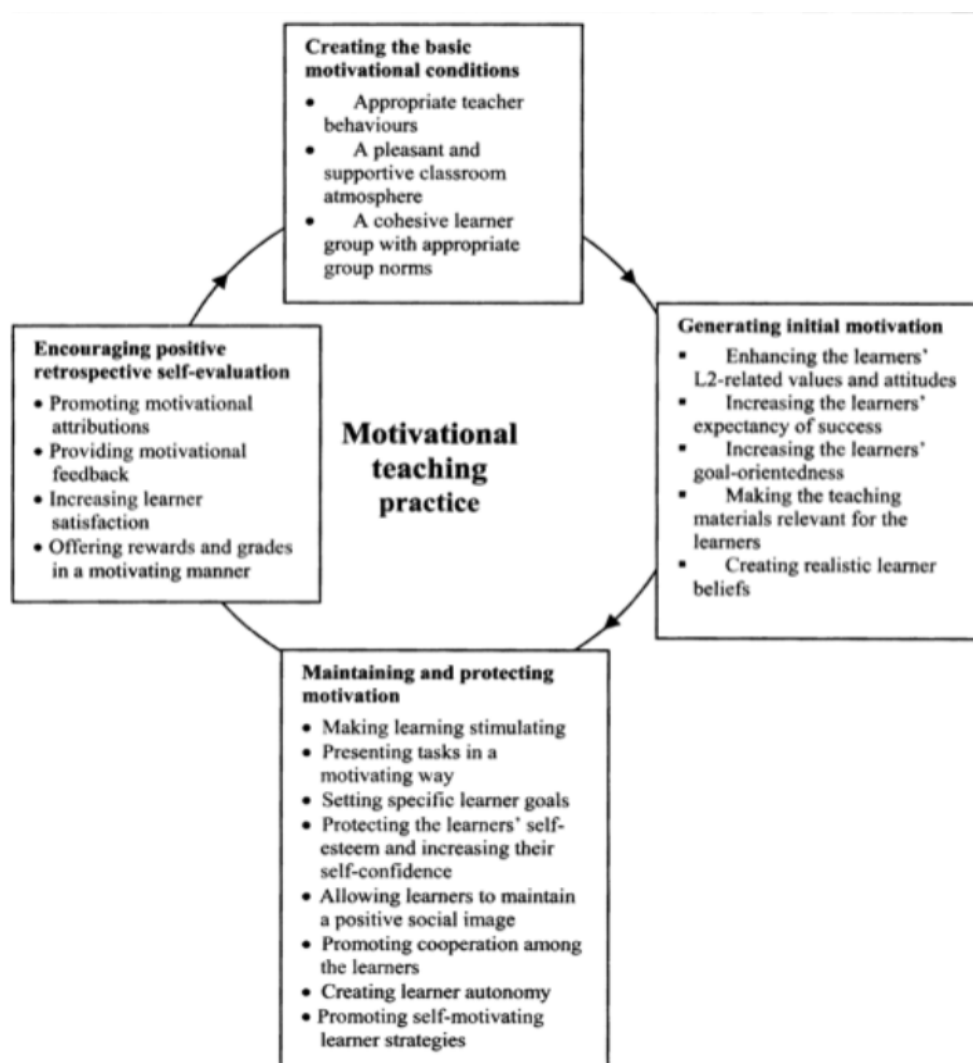 Creating the basic
motivational conditions
• Appropriate teacher
behaviours
• A pleasant and
supportive classroom
atmosphere
• A cohesive learner
group with appropriate
group norms
Generating initial motivation
▪ Enhancing the learners'
L2-related values and attitudes
▪ Increasing the learners'
expectancy of success
▪ Increasing the learners'
goal-orientedness
▪ Making the teaching
materials relevant for the
learners
▪ Creating realistic learner
beliefs
Encouraging positive
retrospective self-evaluation
• Promoting motivational
attributions
• Providing motivational
feedback
• Increasing learner
satisfaction
• Offering rewards and grades
in a motivating manner
Motivational
teaching
practice
Maintaining and protecting
motivation
• Making learning stimulating
• Presenting tasks in a
motivating way
• Setting specific learner goals
• Protecting the learners' self-
esteem and increasing their
self-confidence
• Allowing learners to maintain
a positive social image
• Promoting cooperation among
the learners
• Creating learner autonomy
• Promoting self-motivating
learner strategies